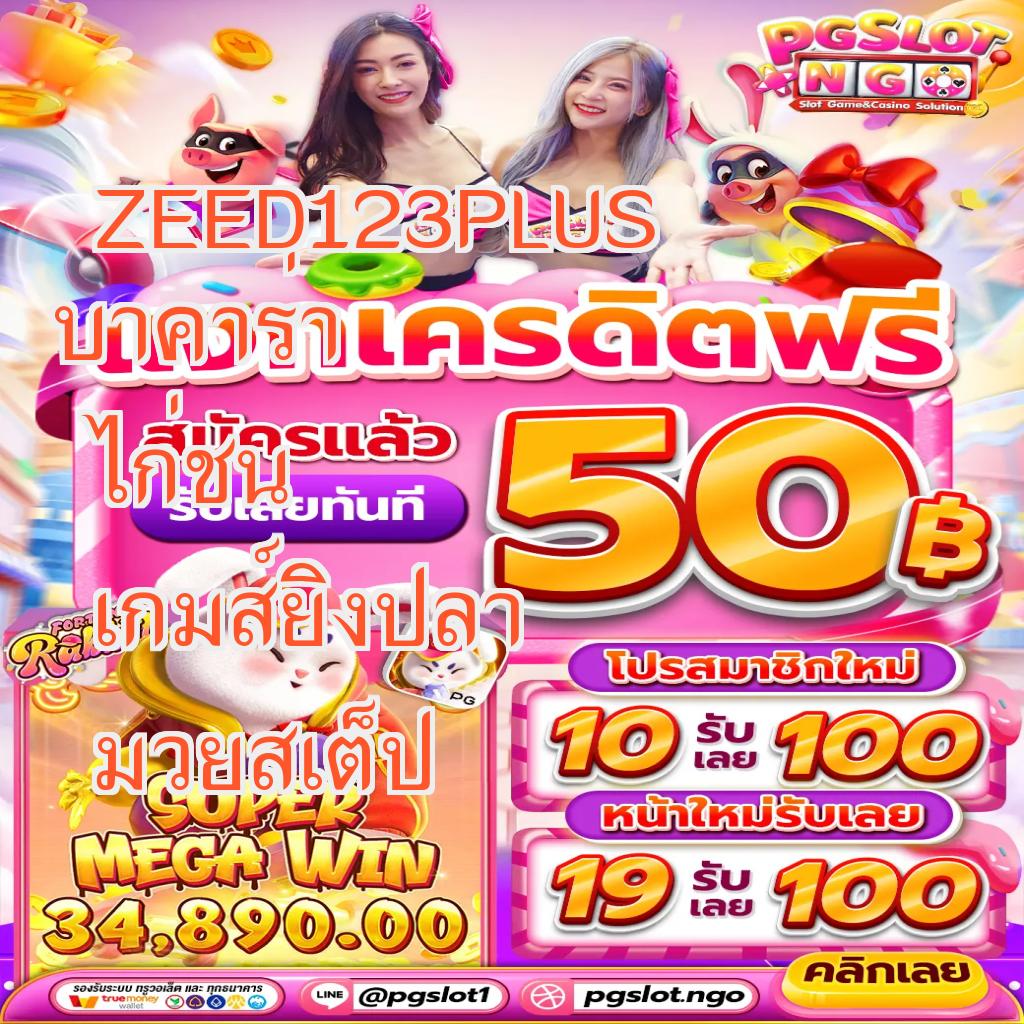 PGSLOT
NGO
Slot Game&Casino Solution
ZEEDุ123PLUS
บาคาร่า
เครดิตฟรี
ไก่ชน
สมัครแล้ว
รับเลยทันที
50฿
เกมส์ยิงปลา
PG
มวยสเต็ป
SUPER
MEGA WIN
34,890.00
โปรสมาชิกใหม่
10 รับเลย 100
หน้าใหม่รับเลย
19 รับเลย 100
คลิกเลย
รองรับระบบ ทรูวอเล็ต และ ทุกธนาคาร
truemoney
wallet
LINE @pgslot1
pgslot.ngo